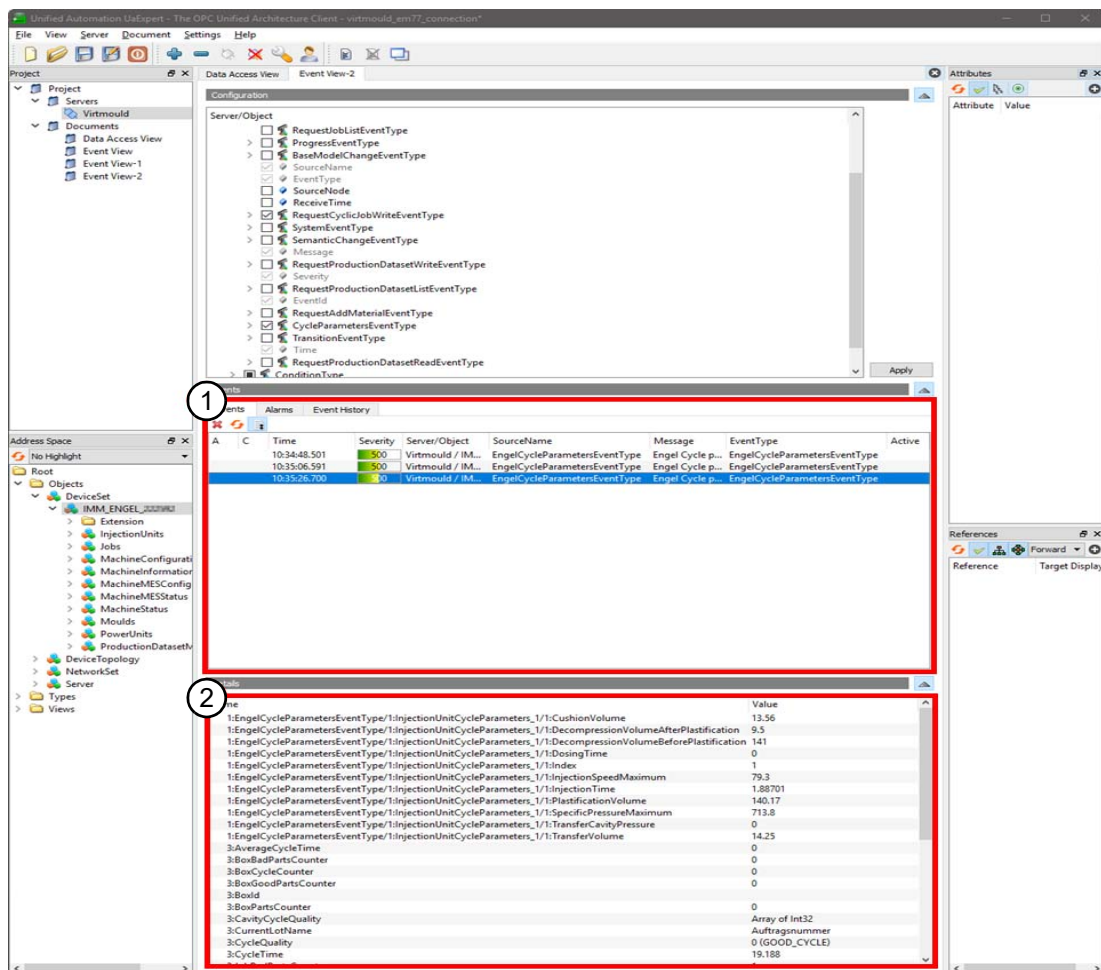 Unified Automation UaExpert - The OPC Unified Architecture Client - virtmould_em77_connection*
File View Server Document Settings Help
Project
Project
Servers
Virtmould
Documents
Data Access View
Event View
Event View-1
Event View-2
Address Space
No Highlight
Root
Objects
DeviceSet
IMM_ENGEL_
Extension
InjectionUnits
Jobs
MachineConfigurati
MachineInformation
MachineMESConfig
MachineMESStatus
MachineStatus
Moulds
PowerUnits
ProductionDatasetM
DeviceTopology
NetworkSet
Server
Types
Views
Data Access View Event View-2
Configuration
Server/Object
RequestJobListEventType
ProgressEventType
BaseModelChangeEventType
SourceName
EventType
SourceNode
ReceiveTime
RequestCyclicJobWriteEventType
SystemEventType
SemanticChangeEventType
Message
RequestProductionDatasetWriteEventType
Severity
RequestProductionDatasetListEventType
EventId
RequestAddMaterialEventType
CycleParametersEventType
TransitionEventType
Time
RequestProductionDatasetReadEventType
ConditionType
Apply
1
ents
ents Alarms Event History
A C Time Severity Server/Object SourceName Message EventType Active
10:34:48.501 500 Virtmould / IM... EngelCycleParametersEventType Engel Cycle p... EngelCycleParametersEventType
10:35:06.591 500 Virtmould / IM... EngelCycleParametersEventType Engel Cycle p... EngelCycleParametersEventType
10:35:26.700 500 Virtmould / IM... EngelCycleParametersEventType Engel Cycle p... EngelCycleParametersEventType
2
tails
me Value
1:EngelCycleParametersEventType/1:InjectionUnitCycleParameters_1/1:CushionVolume 13.56
1:EngelCycleParametersEventType/1:InjectionUnitCycleParameters_1/1:DecompressionVolumeAfterPlastification 9.5
1:EngelCycleParametersEventType/1:InjectionUnitCycleParameters_1/1:DecompressionVolumeBeforePlastification 141
1:EngelCycleParametersEventType/1:InjectionUnitCycleParameters_1/1:DosingTime 0
1:EngelCycleParametersEventType/1:InjectionUnitCycleParameters_1/1:Index 1
1:EngelCycleParametersEventType/1:InjectionUnitCycleParameters_1/1:InjectionSpeedMaximum 79.3
1:EngelCycleParametersEventType/1:InjectionUnitCycleParameters_1/1:InjectionTime 1.88701
1:EngelCycleParametersEventType/1:InjectionUnitCycleParameters_1/1:PlastificationVolume 140.17
1:EngelCycleParametersEventType/1:InjectionUnitCycleParameters_1/1:SpecificPressureMaximum 713.8
1:EngelCycleParametersEventType/1:InjectionUnitCycleParameters_1/1:TransferCavityPressure 0
1:EngelCycleParametersEventType/1:InjectionUnitCycleParameters_1/1:TransferVolume 14.25
3:AverageCycleTime 0
3:BoxBadPartsCounter 0
3:BoxCycleCounter 0
3:BoxGoodPartsCounter 0
3:BoxId
3:BoxPartsCounter 0
3:CavityCycleQuality Array of Int32
3:CurrentLotName Auftragsnummer
3:CycleQuality 0 (GOOD_CYCLE)
3:CycleTime 19.188
Attributes
Attribute Value
References
Forward
Reference Target Display